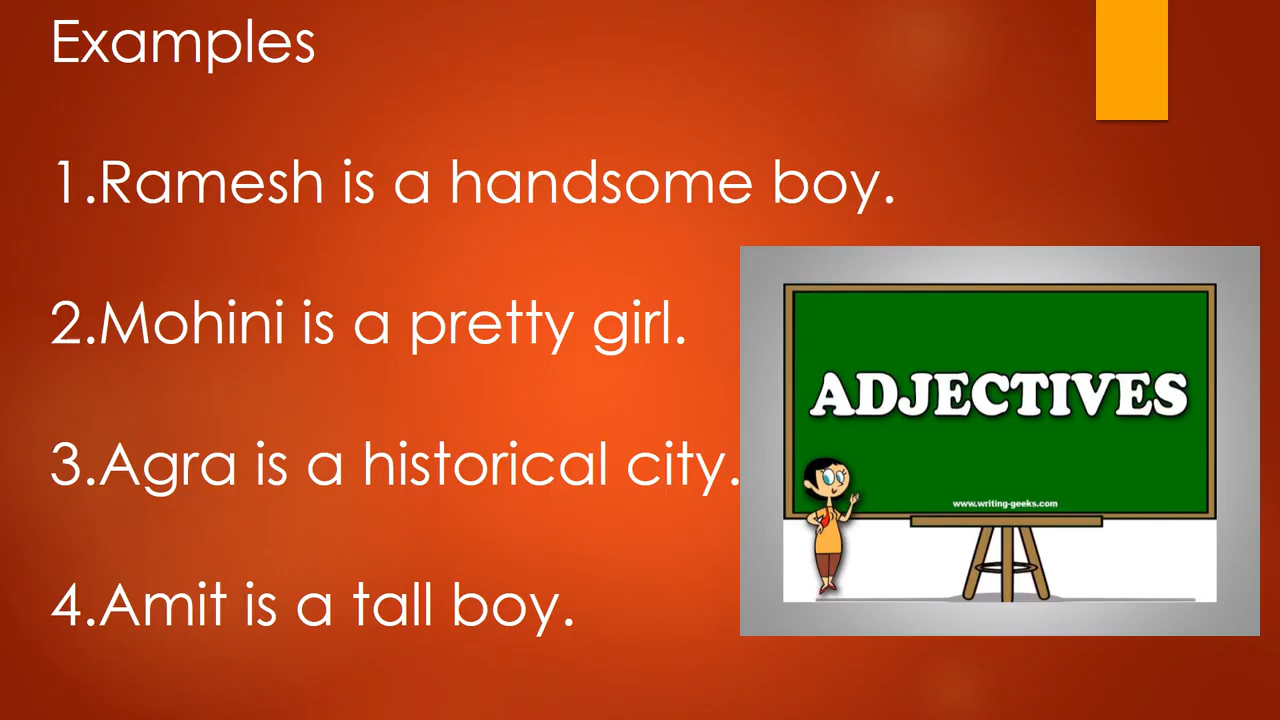 Examples
1.Ramesh is a handsome boy.
2.Mohini is a pretty girl.
3.Agra is a historical city.
4.Amit is a tall boy.
ADJECTIVES
www.writing-geeks.com